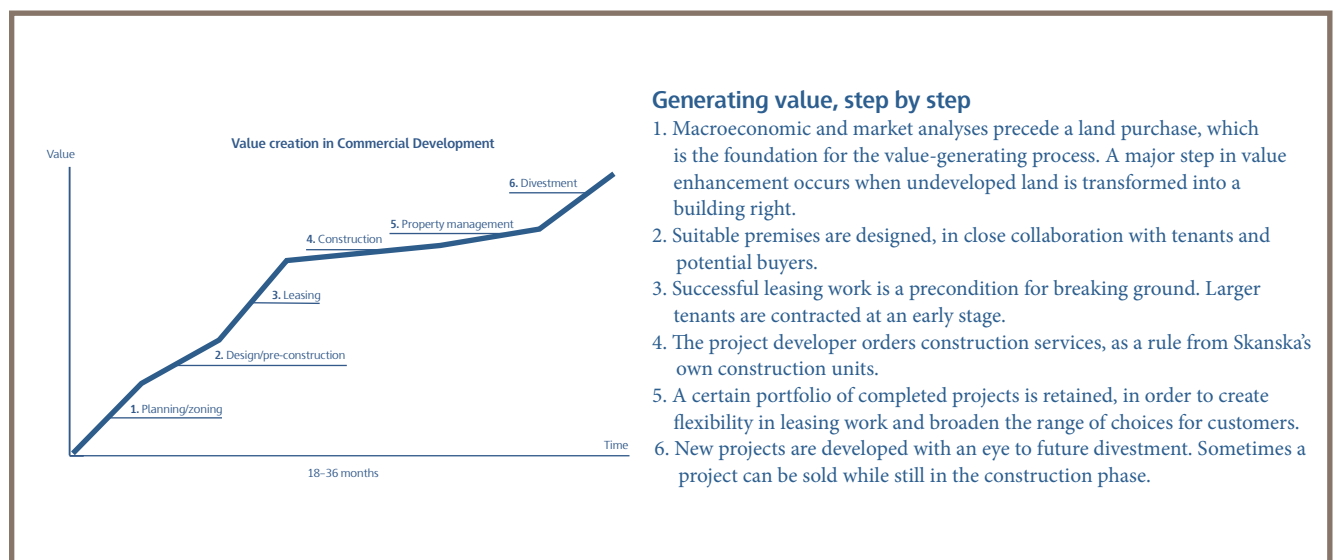 Value creation in Commercial Development
Value
6. Divestment
5. Property management
4. Construction
3. Leasing
2. Design/pre-construction
1. Planning/zoning
Time
18–36 months
Generating value, step by step
1. Macroeconomic and market analyses precede a land purchase, which
is the foundation for the value-generating process. A major step in value
enhancement occurs when undeveloped land is transformed into a
building right.
2. Suitable premises are designed, in close collaboration with tenants and
potential buyers.
3. Successful leasing work is a precondition for breaking ground. Larger
tenants are contracted at an early stage.
4. The project developer orders construction services, as a rule from Skanska’s
own construction units.
5. A certain portfolio of completed projects is retained, in order to create
flexibility in leasing work and broaden the range of choices for customers.
6. New projects are developed with an eye to future divestment. Sometimes a
project can be sold while still in the construction phase.